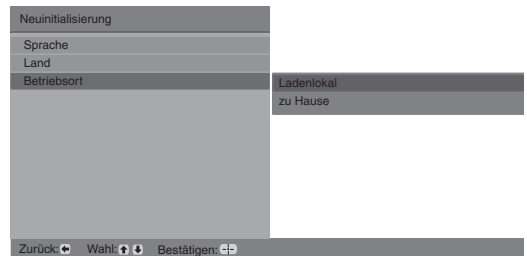 Neuinitialisierung
Sprache
Land
Betriebsort
Ladenlokal
zu Hause
Zurück: Wahl: Bestätigen: